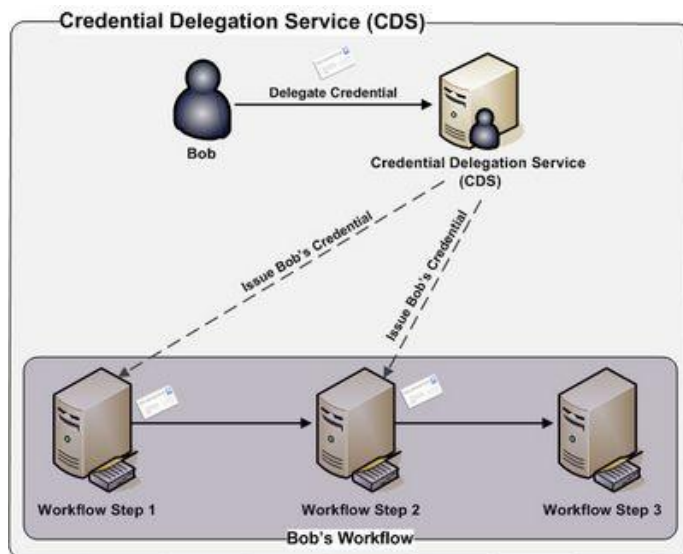 Credential Delegation Service (CDS)
Delegate Credential
Bob
Credential Delegation Service
(CDS)
Issue Bob's Credential
Issue Bob's Credential
Workflow Step 1
Workflow Step 2
Workflow Step 3
Bob's Workflow